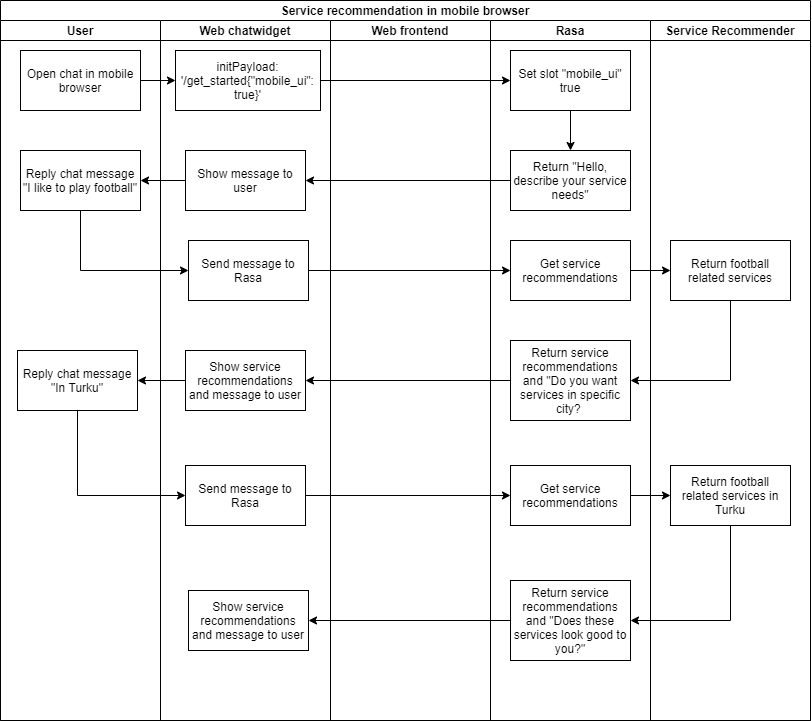 Service recommendation in mobile browser
User
Web chatwidget
Web frontend
Rasa
Service Recommender
Open chat in mobile
browser
initPayload:
'/get_started{"mobile_ui":
true}'
Set slot "mobile_ui"
true
Reply chat message
"I like to play football"
Show message to
user
Return "Hello,
describe your service
needs"
Send message to
Rasa
Get service
recommendations
Return football
related services
Reply chat message
"In Turku"
Show service
recommendations
and message to user
Return service
recommendations
and "Do you want
services in specific
city?
Send message to
Rasa
Get service
recommendations
Return football
related services in
Turku
Show service
recommendations
and message to user
Return service
recommendations
and "Does these
services look good to
you?"